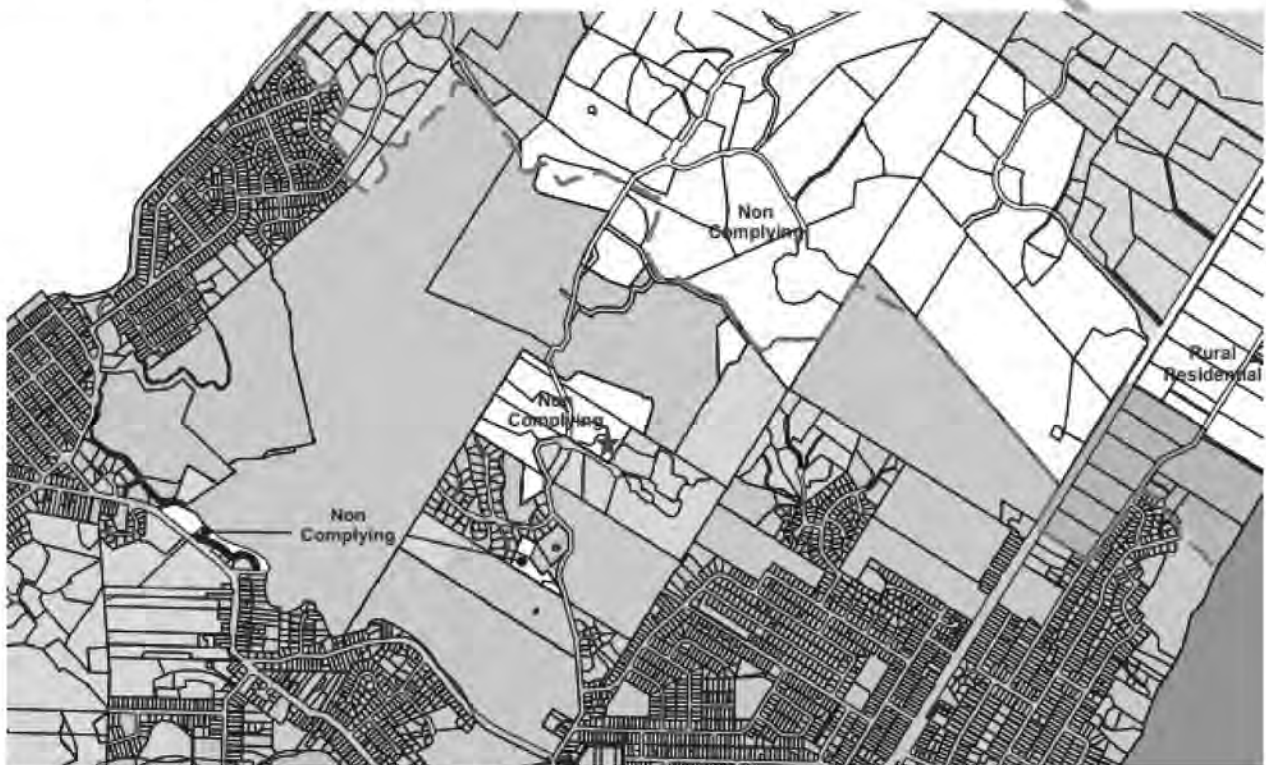 Non
Complying
Rural
Residential
Non
Complying
Non
Complying